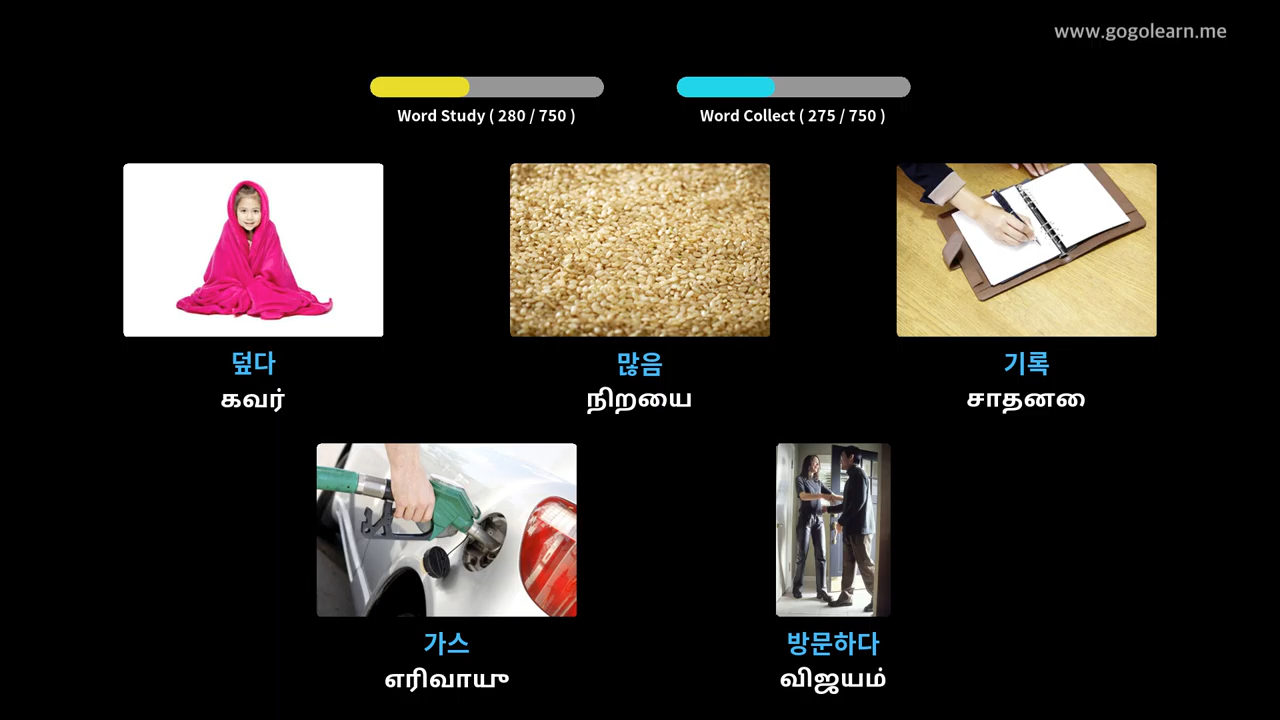 www.gogolearn.me
Word Study ( 280 / 750 )
Word Collect ( 275 / 750 )
덮다
கவர்
많음
நிறயை
기록
சாதனை
가스
எரிவாயு
방문하다
விஜயம்